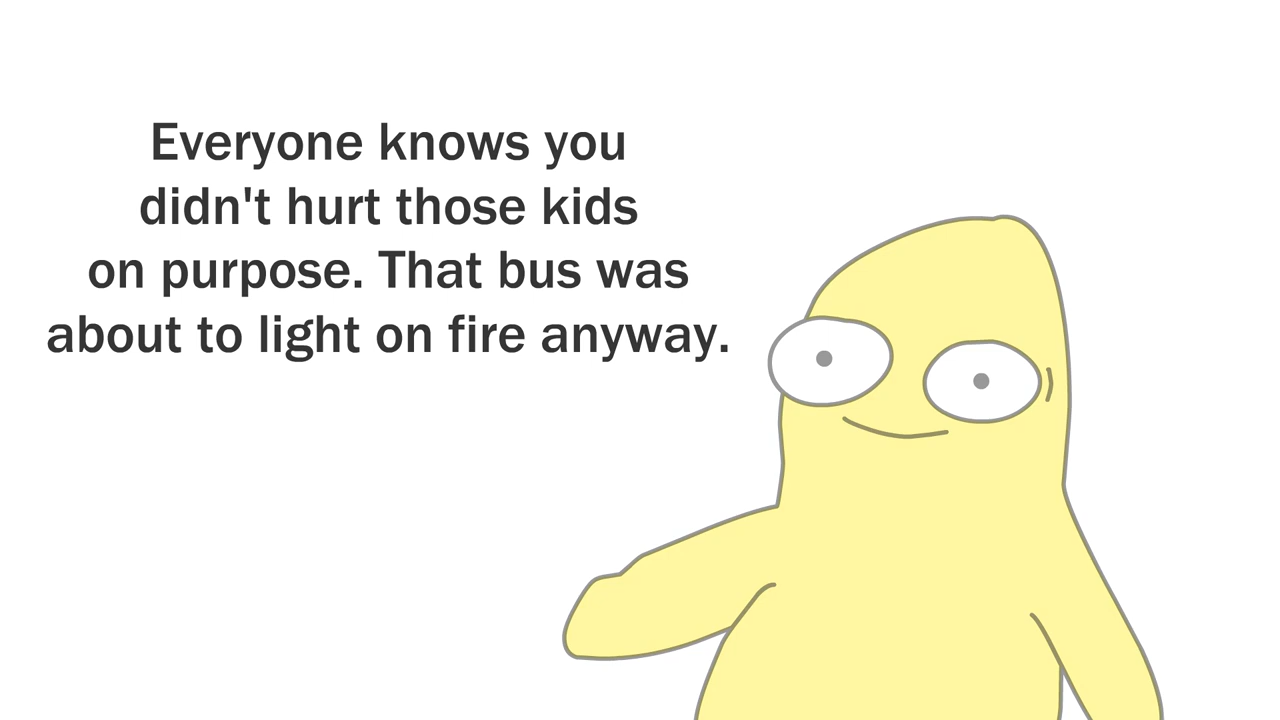 Everyone knows you
didn't hurt those kids
on purpose. That bus was
about to light on fire anyway.